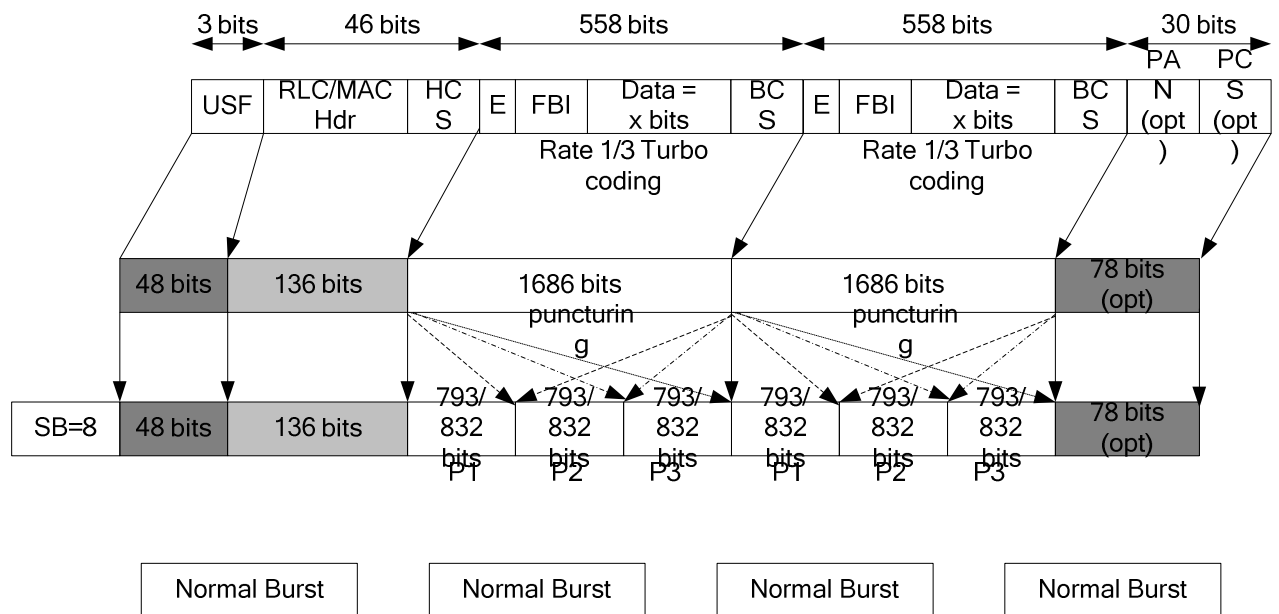 3 bits 46 bits 558 bits 558 bits 30 bits
USF
RLC/MAC
Hdr
HC
S
E
FBI
Data =
x bits
BC
S
E
FBI
Data =
x bits
BC
S
PA
N
(opt
)
PC
S
(opt
)
Rate 1/3 Turbo
coding
Rate 1/3 Turbo
coding
48 bits
136 bits
1686 bits
puncturin
g
1686 bits
puncturin
g
78 bits
(opt)
SB=8
48 bits
136 bits
793/
832
bits
P1
793/
832
bits
P2
793/
832
bits
P3
793/
832
bits
P1
793/
832
bits
P2
793/
832
bits
P3
78 bits
(opt)
Normal Burst Normal Burst Normal Burst Normal Burst